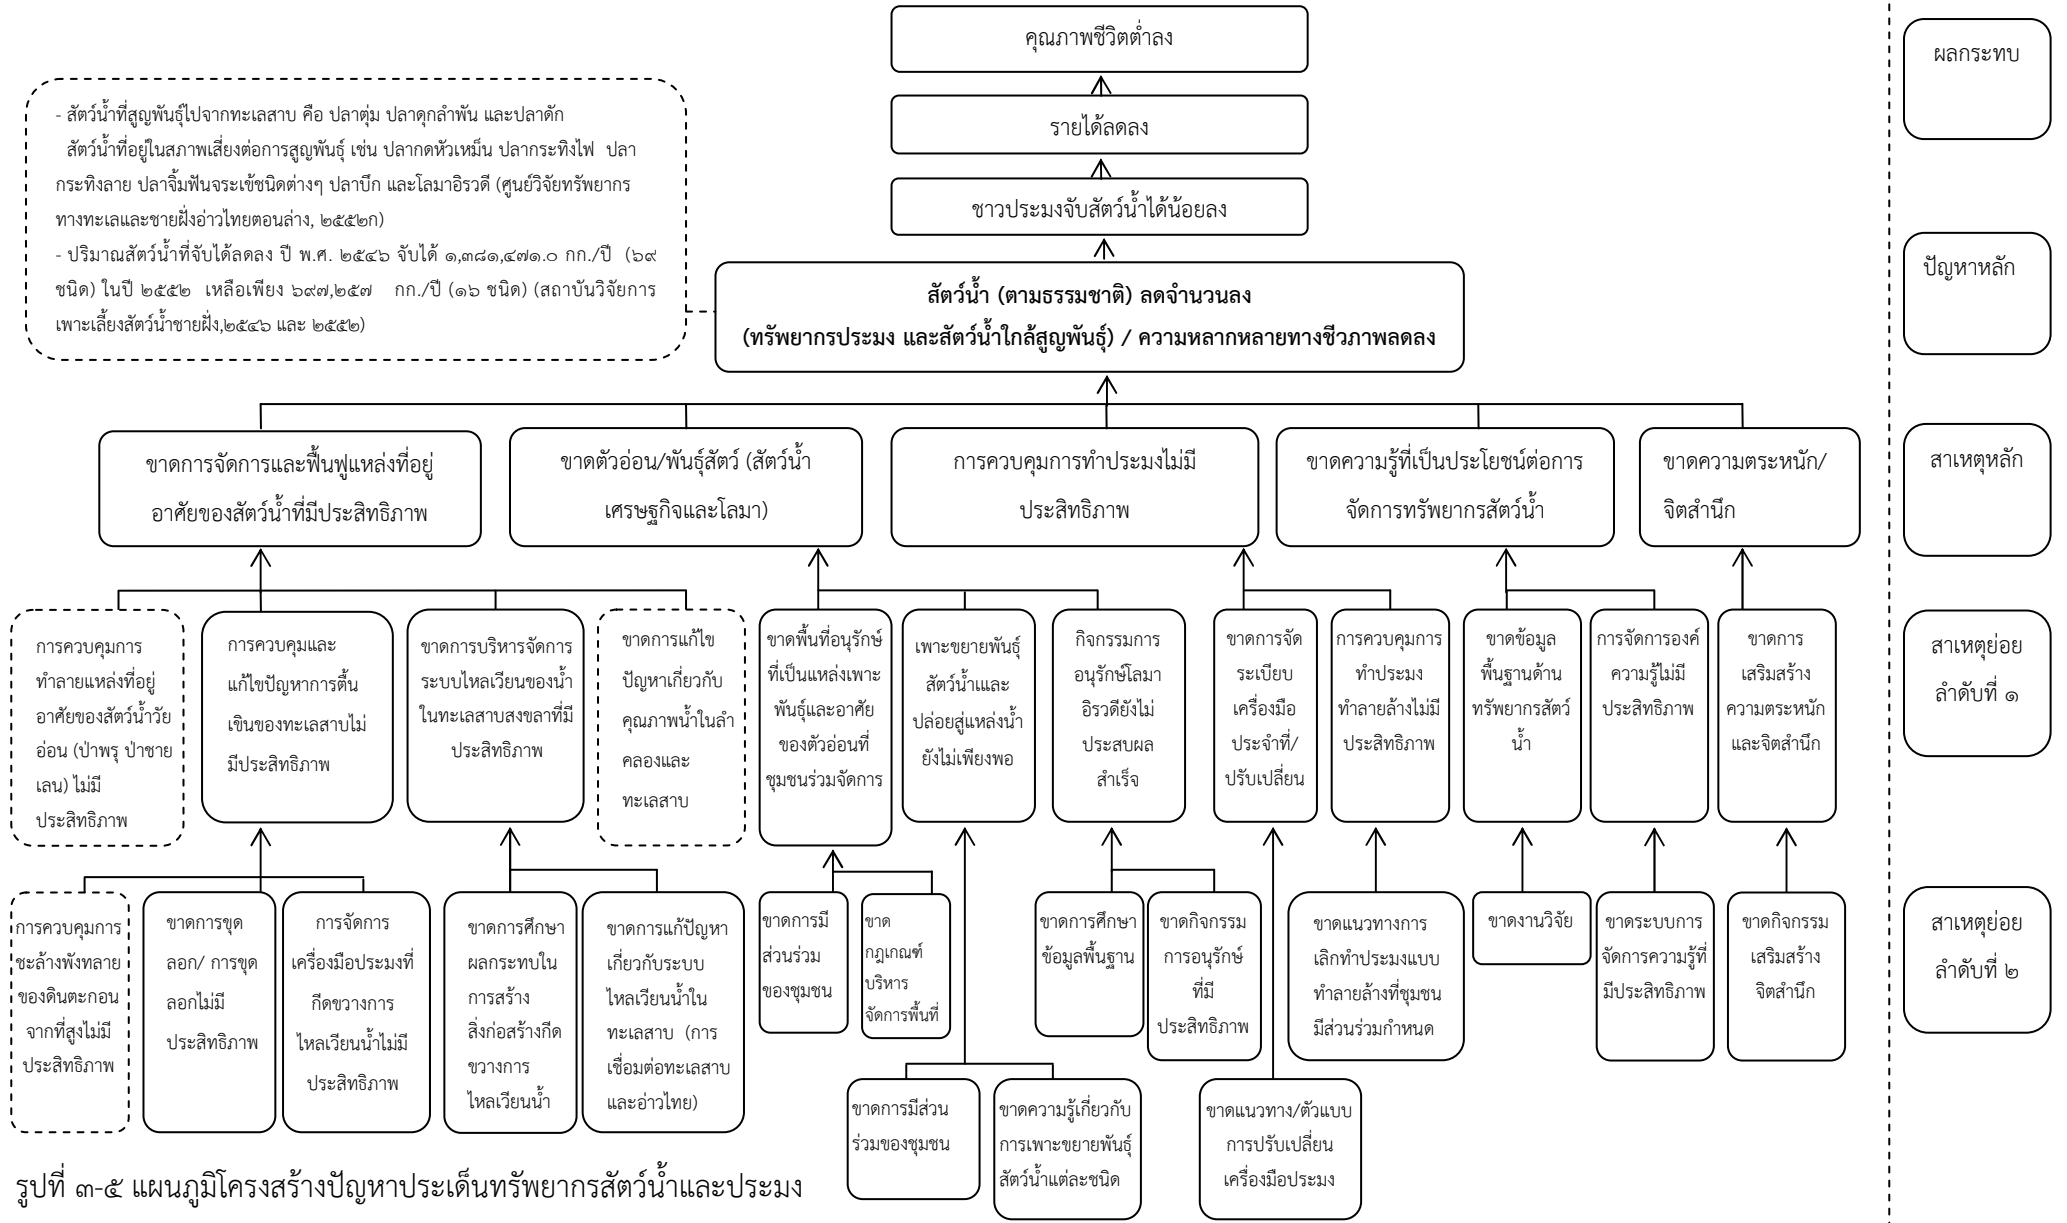 คุณภาพชีวิตต่ำลง
ผลกระทบ
รายได้ลดลง
ชาวประมงจับสัตว์น้ำได้น้อยลง
- สัตว์น้ำที่สูญพันธุ์ไปจากทะเลสาบ คือ ปลาตุ่ม ปลาดุกลำพัน และปลาดัก
สัตว์น้ำที่อยู่ในสภาพเสี่ยงต่อการสูญพันธุ์ เช่น ปลากดหัวเหม็น ปลากระทิงไฟ ปลา
กระทิงลาย ปลาจิ้มฟันจระเข้ชนิดต่างๆ ปลาบึก และโลมาอิรวดี (ศูนย์วิจัยทรัพยากร
ทางทะเลและชายฝั่งอ่าวไทยตอนล่าง, ๒๕๕๒ก)
- ปริมาณสัตว์น้ำที่จับได้ลดลง ปี พ.ศ. ๒๕๔๖ จับได้ ๑,๓๘๑,๔๗๑.๐ กก./ปี (๖๙
ชนิด) ในปี ๒๕๕๒ เหลือเพียง ๖๙๗,๒๕๗ กก./ปี (๑๖ ชนิด) (สถาบันวิจัยการ
เพาะเลี้ยงสัตว์น้ำชายฝั่ง,๒๕๔๖ และ ๒๕๕๒)
สัตว์น้ำ (ตามธรรมชาติ) ลดจำนวนลง
(ทรัพยากรประมง และสัตว์น้ำใกล้สูญพันธุ์) / ความหลากหลายทางชีวภาพลดลง
ปัญหาหลัก
ขาดการจัดการและฟื้นฟูแหล่งที่อยู่
อาศัยของสัตว์น้ำที่มีประสิทธิภาพ
ขาดตัวอ่อน/พันธุ์สัตว์ (สัตว์น้ำ
เศรษฐกิจและโลมา)
การควบคุมการทำประมงไม่มี
ประสิทธิภาพ
ขาดความรู้ที่เป็นประโยชน์ต่อการ
จัดการทรัพยากรสัตว์น้ำ
ขาดความตระหนัก/
จิตสำนึก
สาเหตุหลัก
การควบคุมการ
ทำลายแหล่งที่อยู่
อาศัยของสัตว์น้ำวัย
อ่อน (ป่าพรุ ป่าชาย
เลน) ไม่มี
ประสิทธิภาพ
การควบคุมและ
แก้ไขปัญหาการตื้น
เขินของทะเลสาบไม่
มีประสิทธิภาพ
ขาดการบริหารจัดการ
ระบบไหลเวียนของน้ำ
ในทะเลสาบสงขลาที่มี
ประสิทธิภาพ
ขาดการแก้ไข
ปัญหาเกี่ยวกับ
คุณภาพน้ำในลำ
คลองและ
ทะเลสาบ
ขาดพื้นที่อนุรักษ์
ที่เป็นแหล่งเพาะ
พันธุ์และอาศัย
ของตัวอ่อนที่
ชุมชนร่วมจัดการ
เพาะขยายพันธุ์
สัตว์น้ำและ
ปล่อยสู่แหล่งน้ำ
ยังไม่เพียงพอ
กิจกรรมการ
อนุรักษ์โลมา
อิรวดียังไม่
ประสบผล
สำเร็จ
ขาดการจัด
ระเบียบ
เครื่องมือ
ประจำที่/
ปรับเปลี่ยน
การควบคุมการ
ทำประมง
ทำลายล้างไม่มี
ประสิทธิภาพ
ขาดข้อมูล
พื้นฐานด้าน
ทรัพยากรสัตว์
น้ำ
การจัดการองค์
ความรู้ไม่มี
ประสิทธิภาพ
ขาดการ
เสริมสร้าง
ความตระหนัก
และจิตสำนึก
สาเหตุย่อย
ลำดับที่ ๑
การควบคุมการ
ชะล้างพังทลาย
ของดินตะกอน
จากที่สูงไม่มี
ประสิทธิภาพ
ขาดการขุด
ลอก/ การขุด
ลอกไม่มี
ประสิทธิภาพ
การจัดการ
เครื่องมือประมงที่
กีดขวางการ
ไหลเวียนน้ำไม่มี
ประสิทธิภาพ
ขาดการศึกษา
ผลกระทบใน
การสร้าง
สิ่งก่อสร้างกีด
ขวางการ
ไหลเวียนน้ำ
ขาดการแก้ปัญหา
เกี่ยวกับระบบ
ไหลเวียนน้ำใน
ทะเลสาบ (การ
เชื่อมต่อทะเลสาบ
และอ่าวไทย)
ขาดการมี
ส่วนร่วม
ของชุมชน
ขาด
กฎเกณฑ์
บริหาร
จัดการพื้นที่
ขาดการศึกษา
ข้อมูลพื้นฐาน
ขาดกิจกรรม
การอนุรักษ์
ที่มี
ประสิทธิภาพ
ขาดแนวทางการ
เลิกทำประมงแบบ
ทำลายล้างที่ชุมชน
มีส่วนร่วมกำหนด
ขาดงานวิจัย
ขาดระบบการ
จัดการความรู้ที่
มีประสิทธิภาพ
ขาดกิจกรรม
เสริมสร้าง
จิตสำนึก
สาเหตุย่อย
ลำดับที่ ๒
ขาดการมีส่วน
ร่วมของชุมชน
ขาดความรู้เกี่ยวกับ
การเพาะขยายพันธุ์
สัตว์น้ำแต่ละชนิด
ขาดแนวทาง/ตัวแบบ
การปรับเปลี่ยน
เครื่องมือประมง
รูปที่ ๓-๕ แผนภูมิโครงสร้างปัญหาประเด็นทรัพยากรสัตว์น้ำและประมง